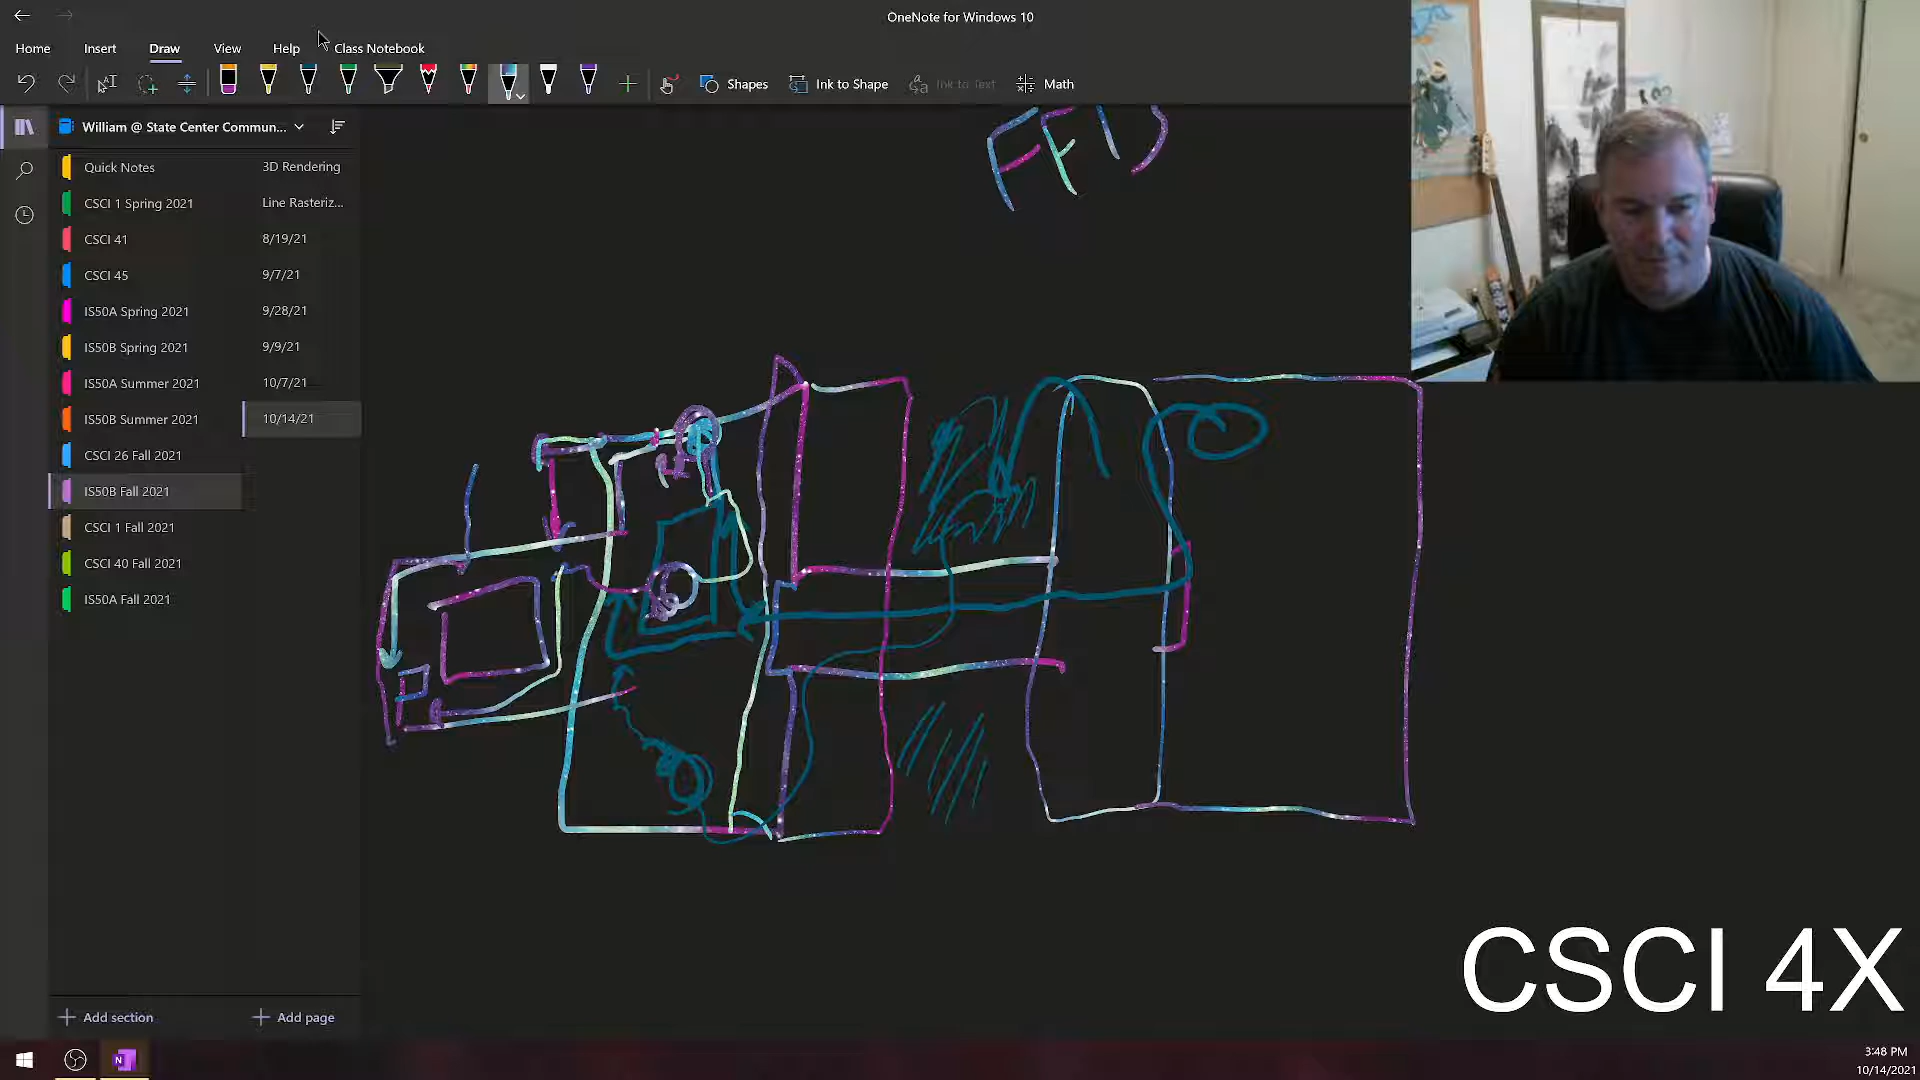 OneNote for Windows 10
Home Insert Draw View Help Class Notebook
Shapes Ink to Shape Ink to Text Math
William @ State Center Commun...
Quick Notes
CSCI 1 Spring 2021
CSCI 41
CSCI 45
IS50A Spring 2021
IS50B Spring 2021
IS50A Summer 2021
IS50B Summer 2021
CSCI 26 Fall 2021
IS50B Fall 2021
CSCI 1 Fall 2021
CSCI 40 Fall 2021
IS50A Fall 2021
Add section
3D Rendering
Line Rasteriz...
8/19/21
9/7/21
9/28/21
9/9/21
10/7/21
10/14/21
Add page
CSCI 4X
3:48 PM
10/14/2021